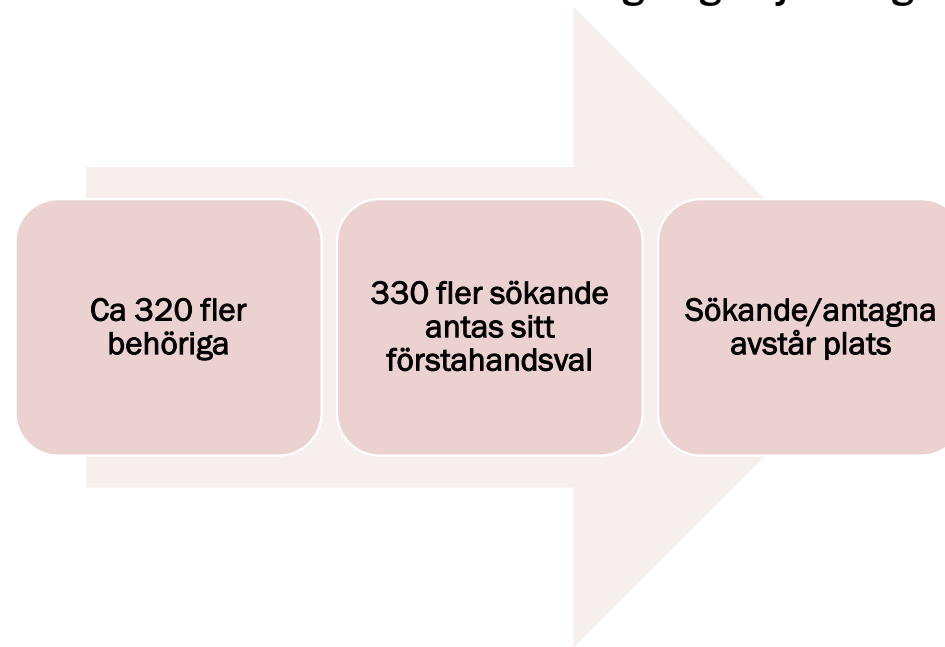 Ca 320 fler
behöriga
330 fler sökande
antas sitt
förstahandsval
Sökande/antagna
avstår plats